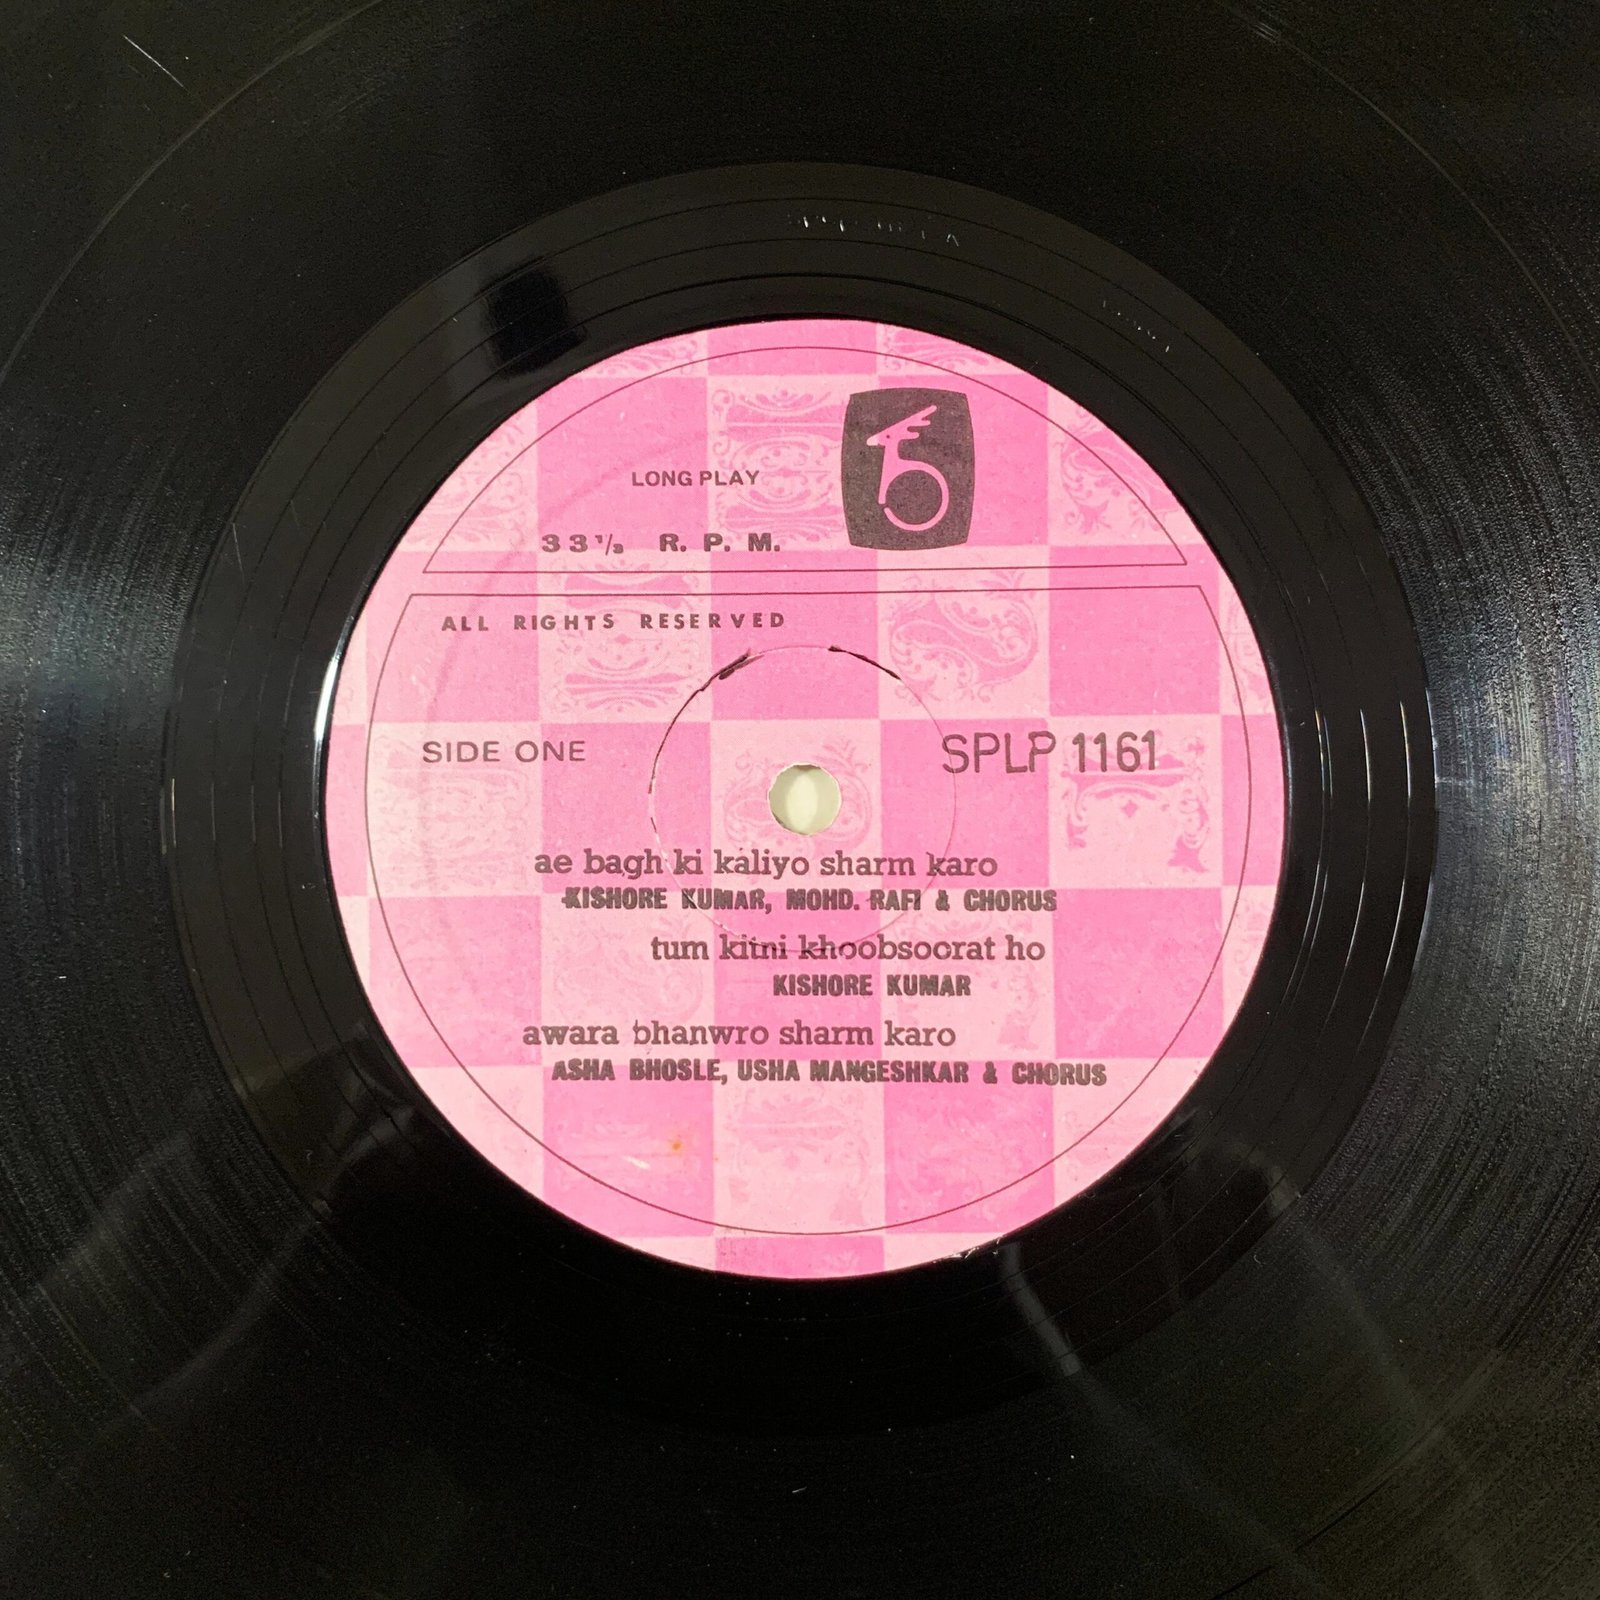 LONG PLAY
33⅓ R. P. M.
ALL RIGHTS RESERVED
SIDE ONE
SPLP 1161
ae bagh ki kaliyo sharm karo
KISHORE KUMAR, MOHD. RAFI & CHORUS
tum kitni khoobsoorat ho
KISHORE KUMAR
awara bhanwro sharm karo
ASHA BHOSLE, USHA MANGESHKAR & CHORUS